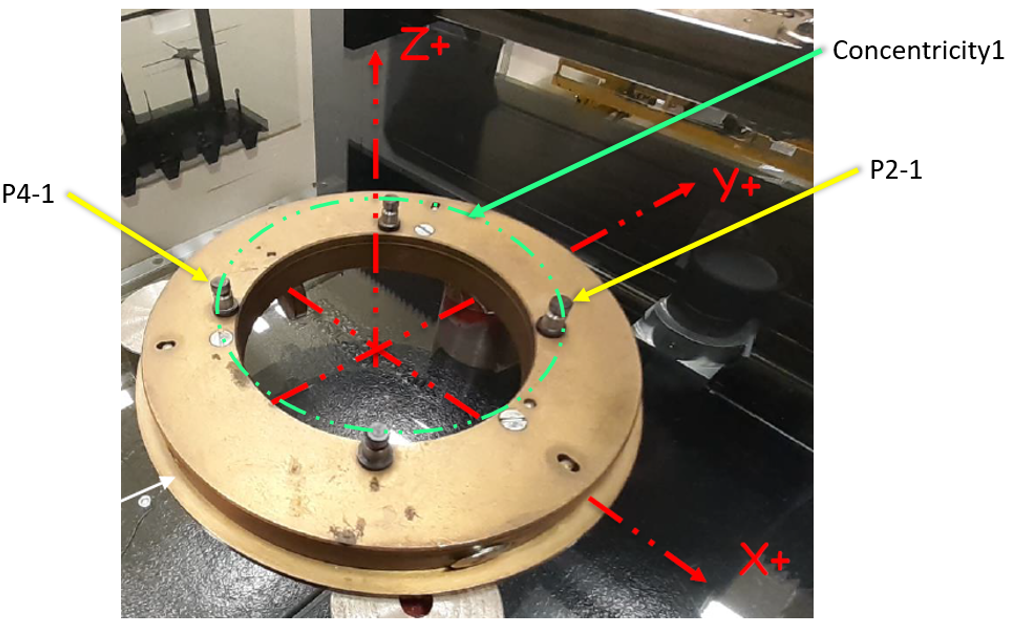 Z+
Concentricity1
P2-1
Y+
P4-1
X+